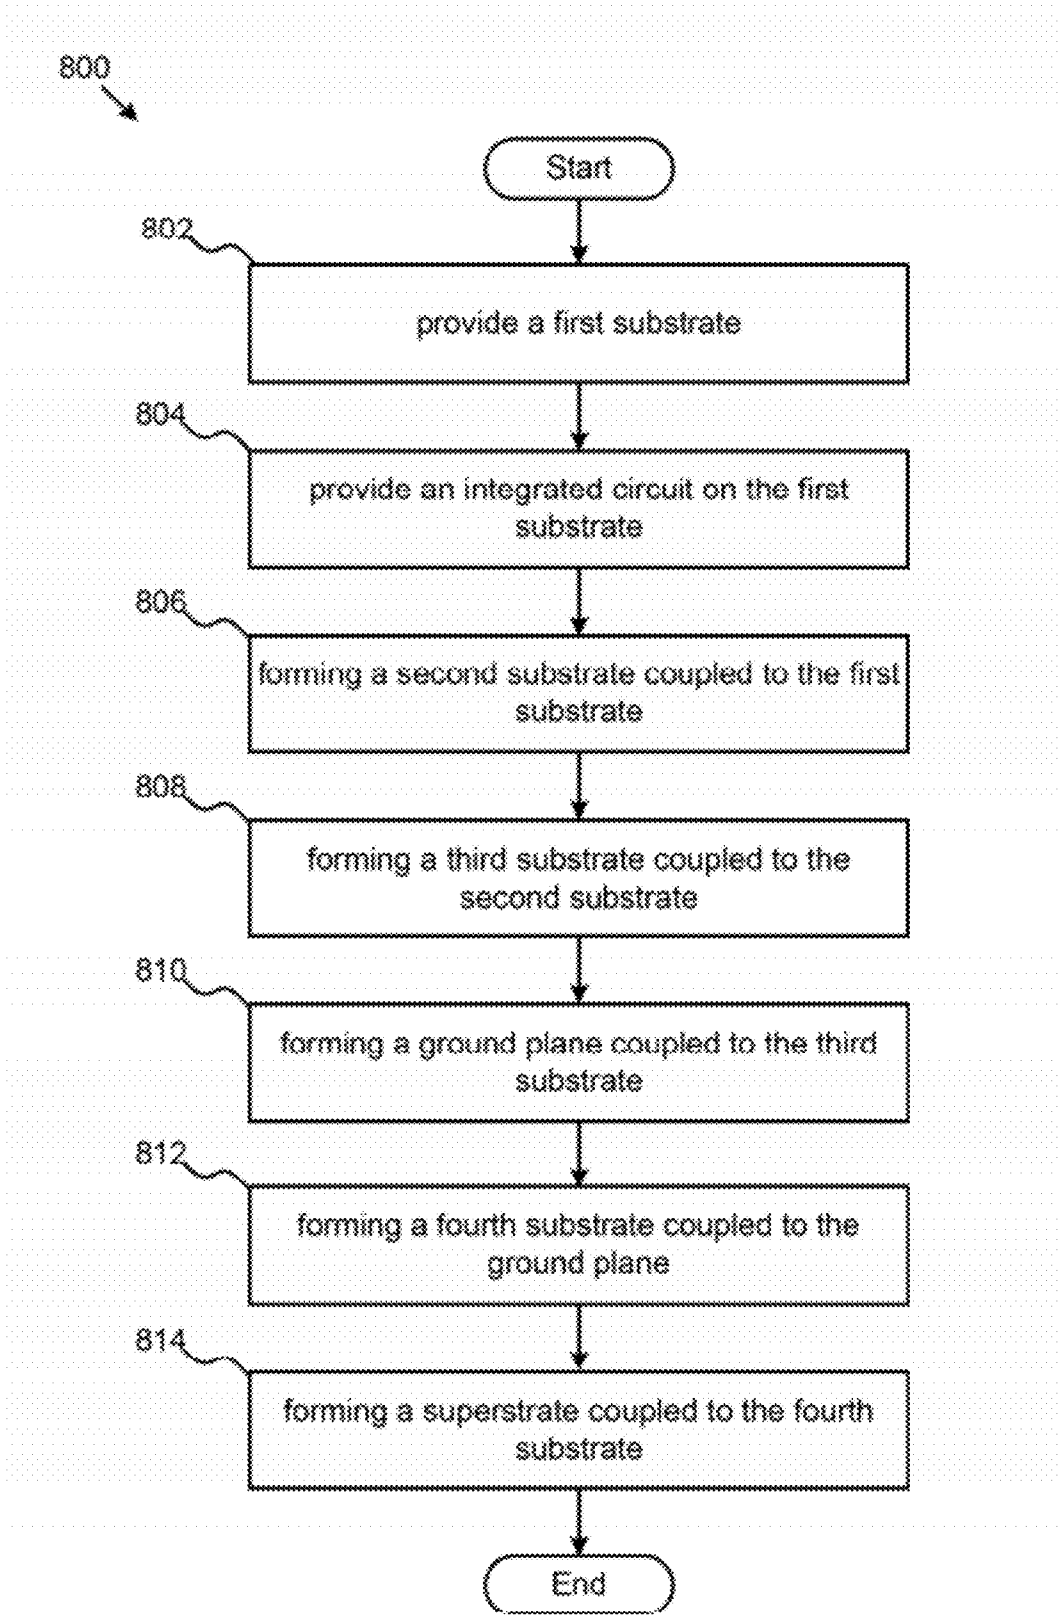 800
Start
802
provide a first substrate
804
provide an integrated circuit on the first
substrate
806
forming a second substrate coupled to the first
substrate
808
forming a third substrate coupled to the
second substrate
810
forming a ground plane coupled to the third
substrate
812
forming a fourth substrate coupled to the
ground plane
814
forming a superstrate coupled to the fourth
substrate
End